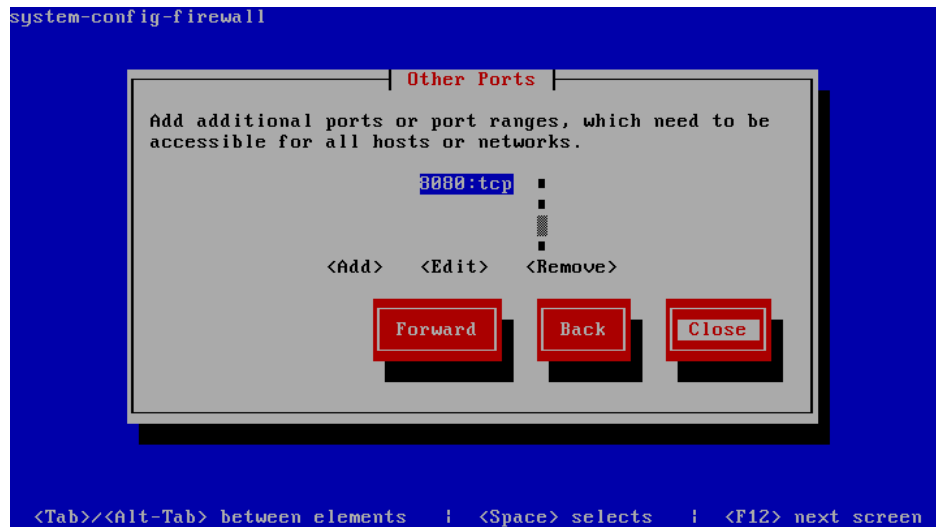 system-config-firewall
Other Ports
Add additional ports or port ranges, which need to be
accessible for all hosts or networks.
8080:tcp
<Add> <Edit> <Remove>
Forward Back Close
<Tab>/<Alt-Tab> between elements ¦ <Space> selects ¦ <F12> next screen